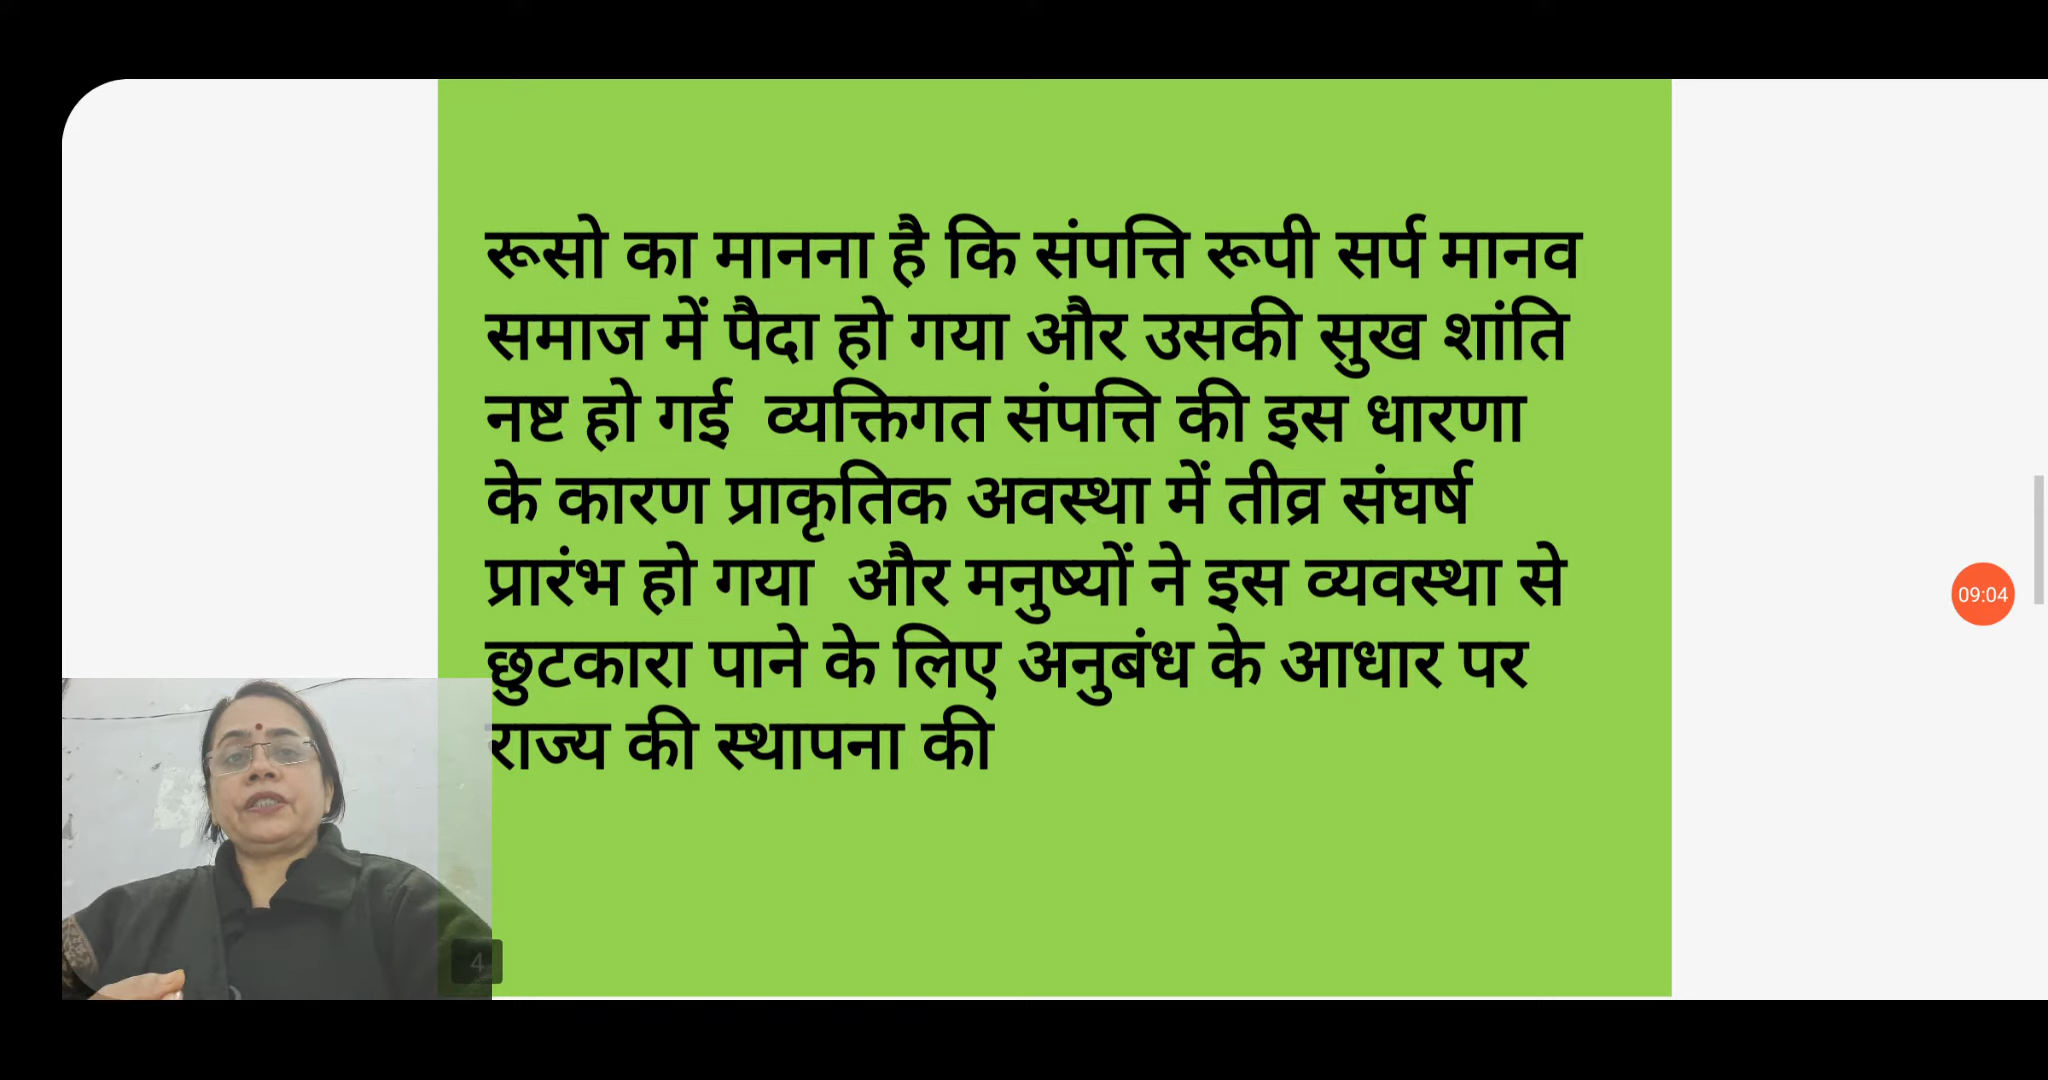 रूसो का मानना है कि संपत्ति रूपी सर्प मानव
समाज में पैदा हो गया और उसकी सुख शांति
नष्ट हो गई  व्यक्तिगत संपत्ति की इस धारणा
के कारण प्राकृतिक अवस्था में तीव्र संघर्ष
प्रारंभ हो गया  और मनुष्यों ने इस व्यवस्था से
छुटकारा पाने के लिए अनुबंध के आधार पर
राज्य की स्थापना की
09:04
4